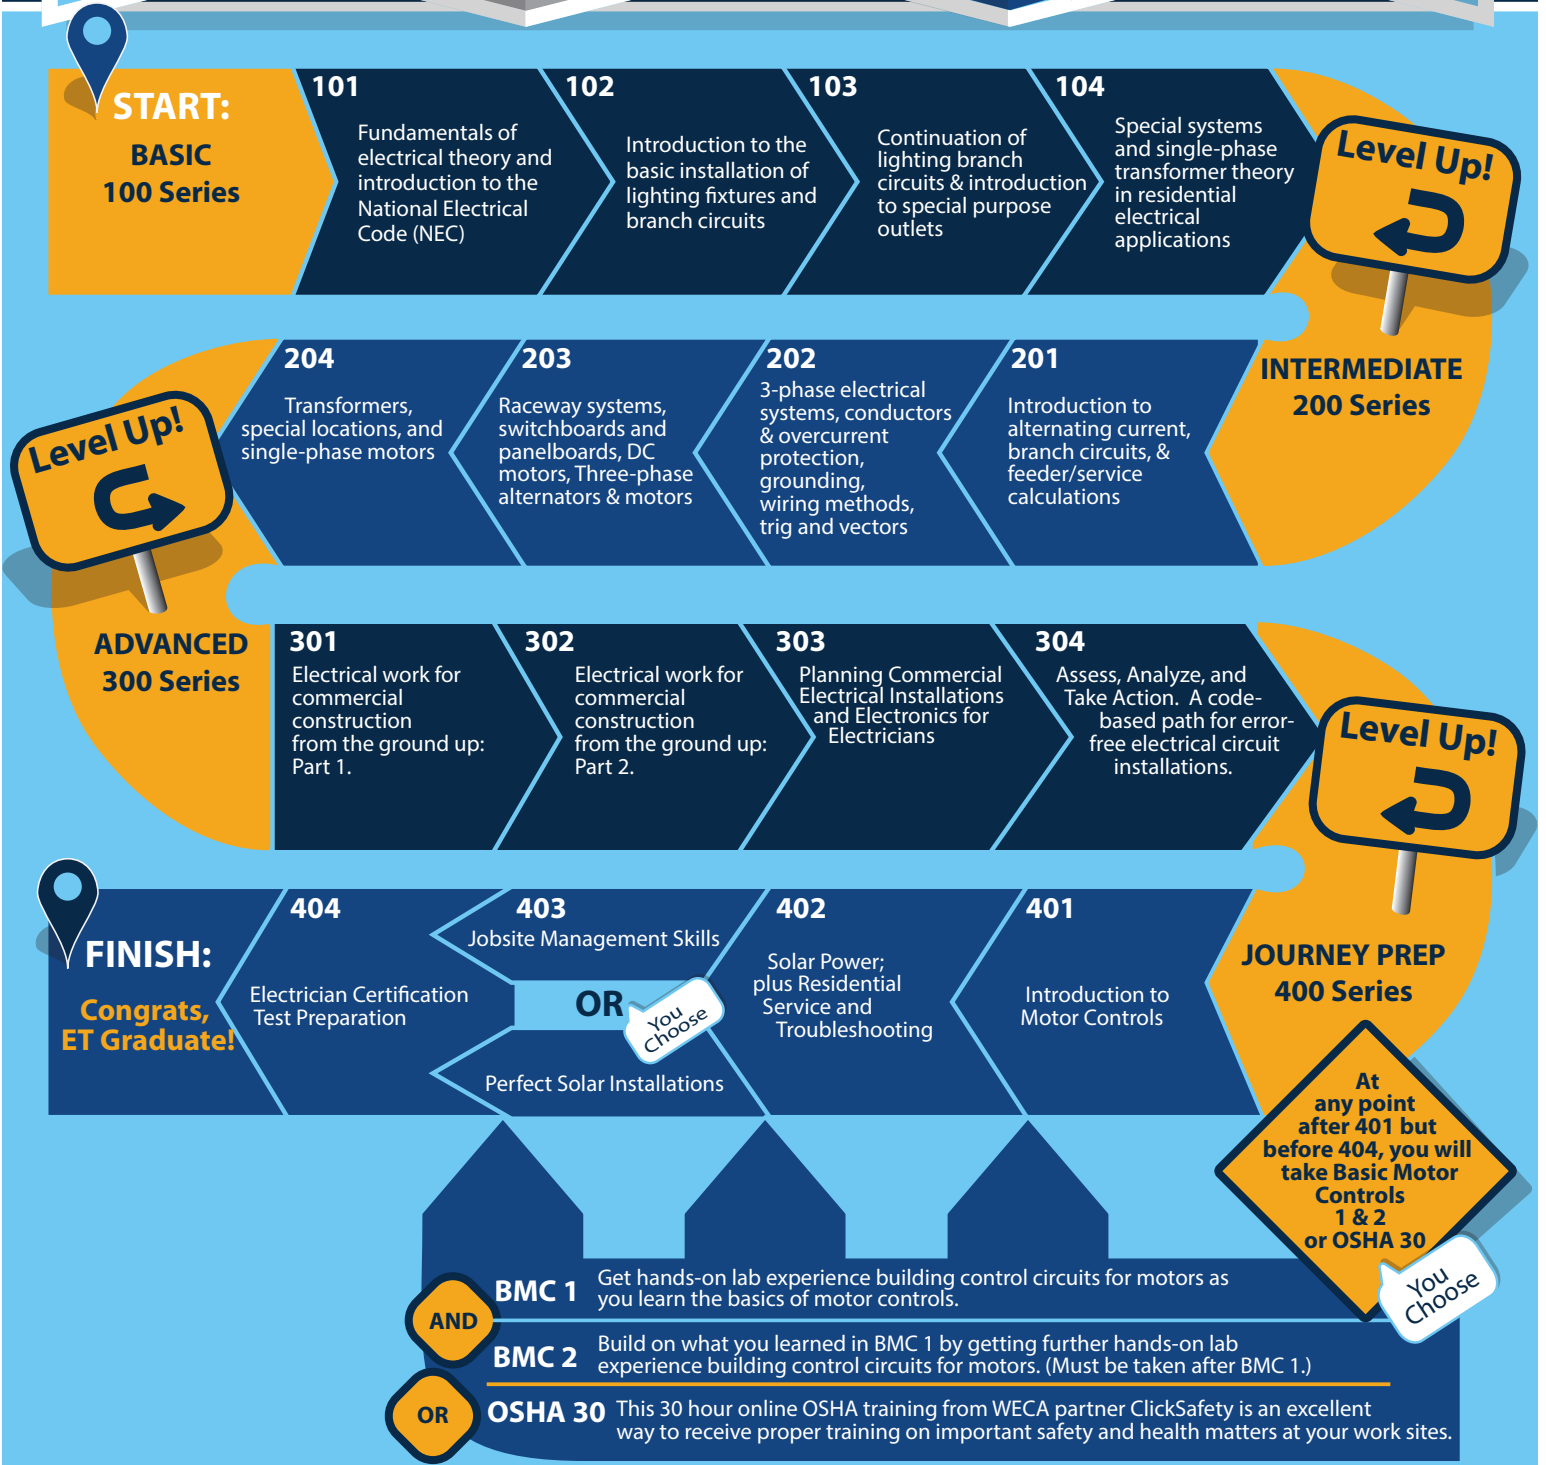 START:
BASIC
100 Series
101
Fundamentals of
electrical theory and
introduction to the
National Electrical
Code (NEC)
102
Introduction to the
basic installation of
lighting fixtures and
branch circuits
103
Continuation of
lighting branch
circuits & introduction
to special purpose
outlets
104
Special systems
and single-phase
transformer theory
in residential
electrical
applications
Level Up!
INTERMEDIATE
200 Series
201
Introduction to
alternating current,
branch circuits, &
feeder/service
calculations
202
3-phase electrical
systems, conductors
& overcurrent
protection,
grounding,
wiring methods,
trig and vectors
203
Raceway systems,
switchboards and
panelboards, DC
motors, Three-phase
alternators & motors
204
Transformers,
special locations, and
single-phase motors
Level Up!
ADVANCED
300 Series
301
Electrical work for
commercial
construction
from the ground up:
Part 1.
302
Electrical work for
commercial
construction
from the ground up:
Part 2.
303
Planning Commercial
Electrical Installations
and Electronics for
Electricians
304
Assess, Analyze, and
Take Action. A code-
based path for error-
free electrical circuit
installations.
Level Up!
JOURNEY PREP
400 Series
401
Introduction to
Motor Controls
402
Solar Power;
plus Residential
Service and
Troubleshooting
403
Jobsite Management Skills
OR
You
Choose
Perfect Solar Installations
404
Electrician Certification
Test Preparation
FINISH:
Congrats,
ET Graduate!
At
any point
after 401 but
before 404, you will
take Basic Motor
Controls
1 & 2
or OSHA 30
You
Choose
BMC 1
Get hands-on lab experience building control circuits for motors as
you learn the basics of motor controls.
AND
BMC 2
Build on what you learned in BMC 1 by getting further hands-on lab
experience building control circuits for motors. (Must be taken after BMC 1.)
OR
OSHA 30
This 30 hour online OSHA training from WECA partner ClickSafety is an excellent
way to receive proper training on important safety and health matters at your work sites.